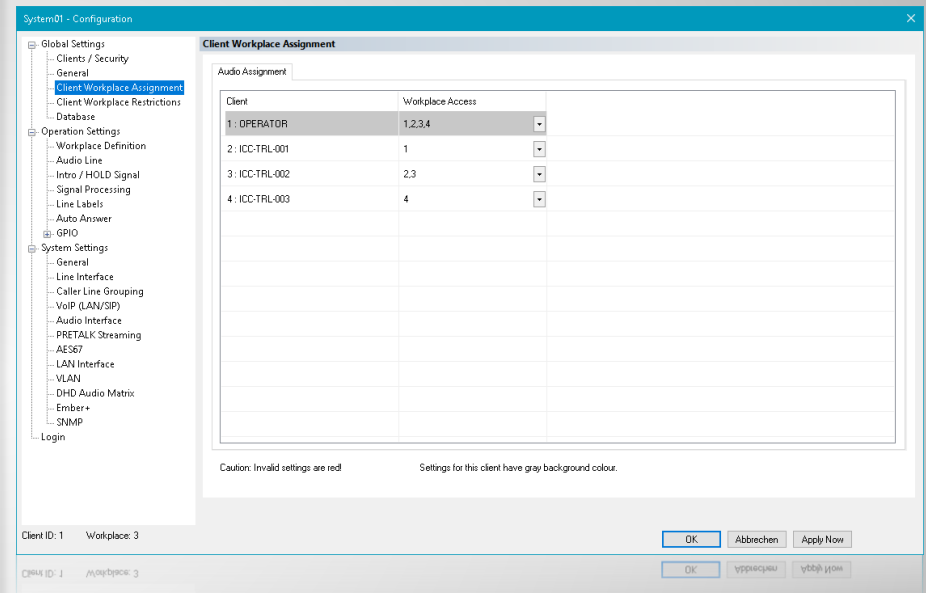 System01 - Configuration
Global Settings
Clients / Security
General
Client Workplace Assignment
Client Workplace Restrictions
Database
Operation Settings
Workplace Definition
Audio Line
Intro / HOLD Signal
Signal Processing
Line Labels
Auto Answer
GPIO
System Settings
General
Line Interface
Caller Line Grouping
VoIP (LAN/SIP)
Audio Interface
PRETALK Streaming
AES67
LAN Interface
VLAN
DHD Audio Matrix
Ember+
SNMP
Login
Client Workplace Assignment
Audio Assignment
Client Workplace Access
1 : OPERATOR 1,2,3,4
2 : ICC-TRL-001 1
3 : ICC-TRL-002 2,3
4 : ICC-TRL-003 4
Caution: Invalid settings are red! Settings for this client have gray background colour.
Client ID: 1 Workplace: 3
OK Abbrechen Apply Now